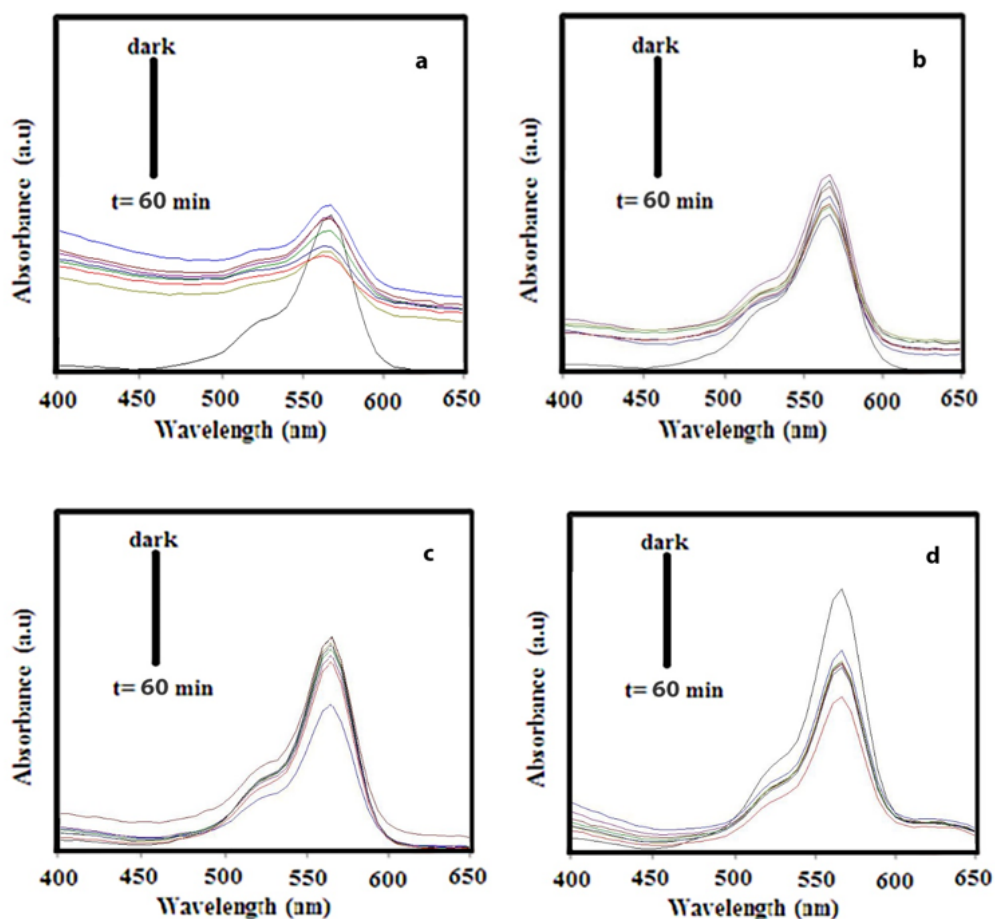 dark
a
t= 60 min
Absorbance (a.u)
400 450 500 550 600 650
Wavelength (nm)
dark
b
t= 60 min
Absorbance (a.u)
400 450 500 550 600 650
Wavelength (nm)
dark
c
t= 60 min
Absorbance (a.u)
400 450 500 550 600 650
Wavelength (nm)
dark
d
t= 60 min
Absorbance (a.u)
400 450 500 550 600 650
Wavelength (nm)